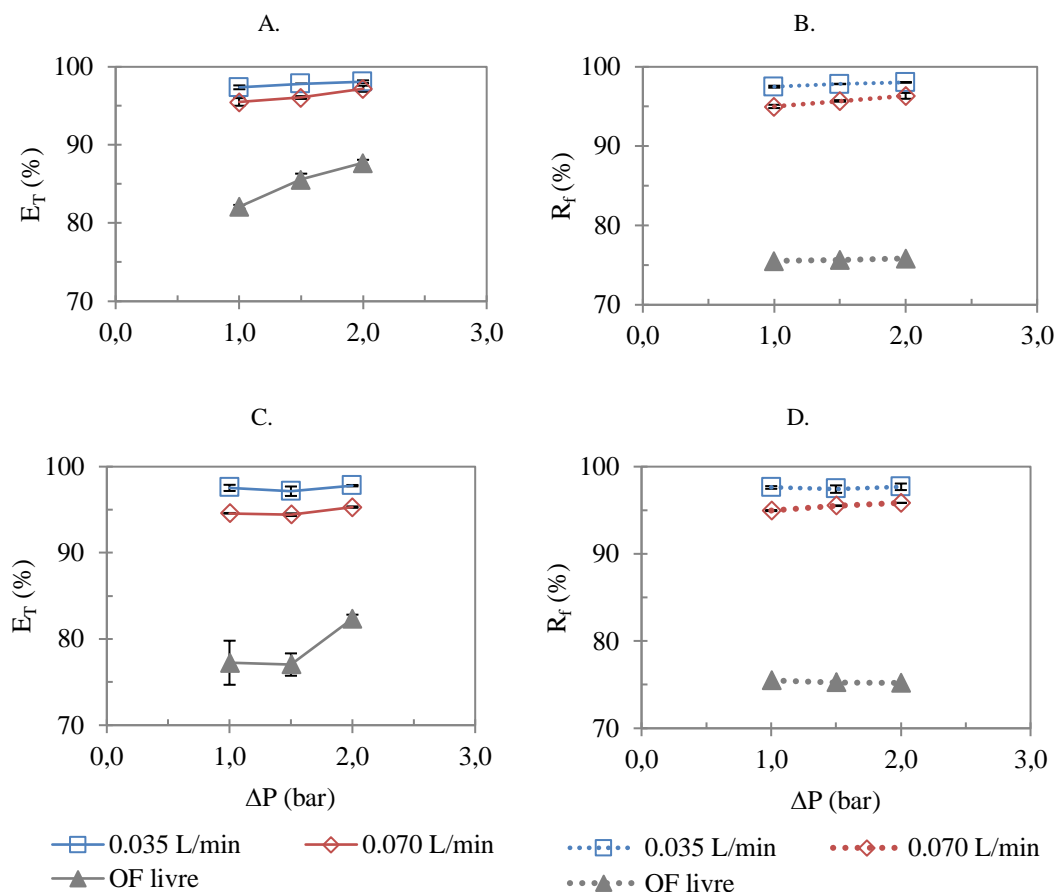 A.
B.
100
90
80
70
E_T (%)
0,0 1,0 2,0 3,0
100
90
80
70
R_f (%)
0,0 1,0 2,0 3,0
C.
D.
100
90
80
70
E_T (%)
0,0 1,0 2,0 3,0
ΔP (bar)
100
90
80
70
R_f (%)
0,0 1,0 2,0 3,0
ΔP (bar)
0.035 L/min 0.070 L/min
OF livre
0.035 L/min 0.070 L/min
OF livre